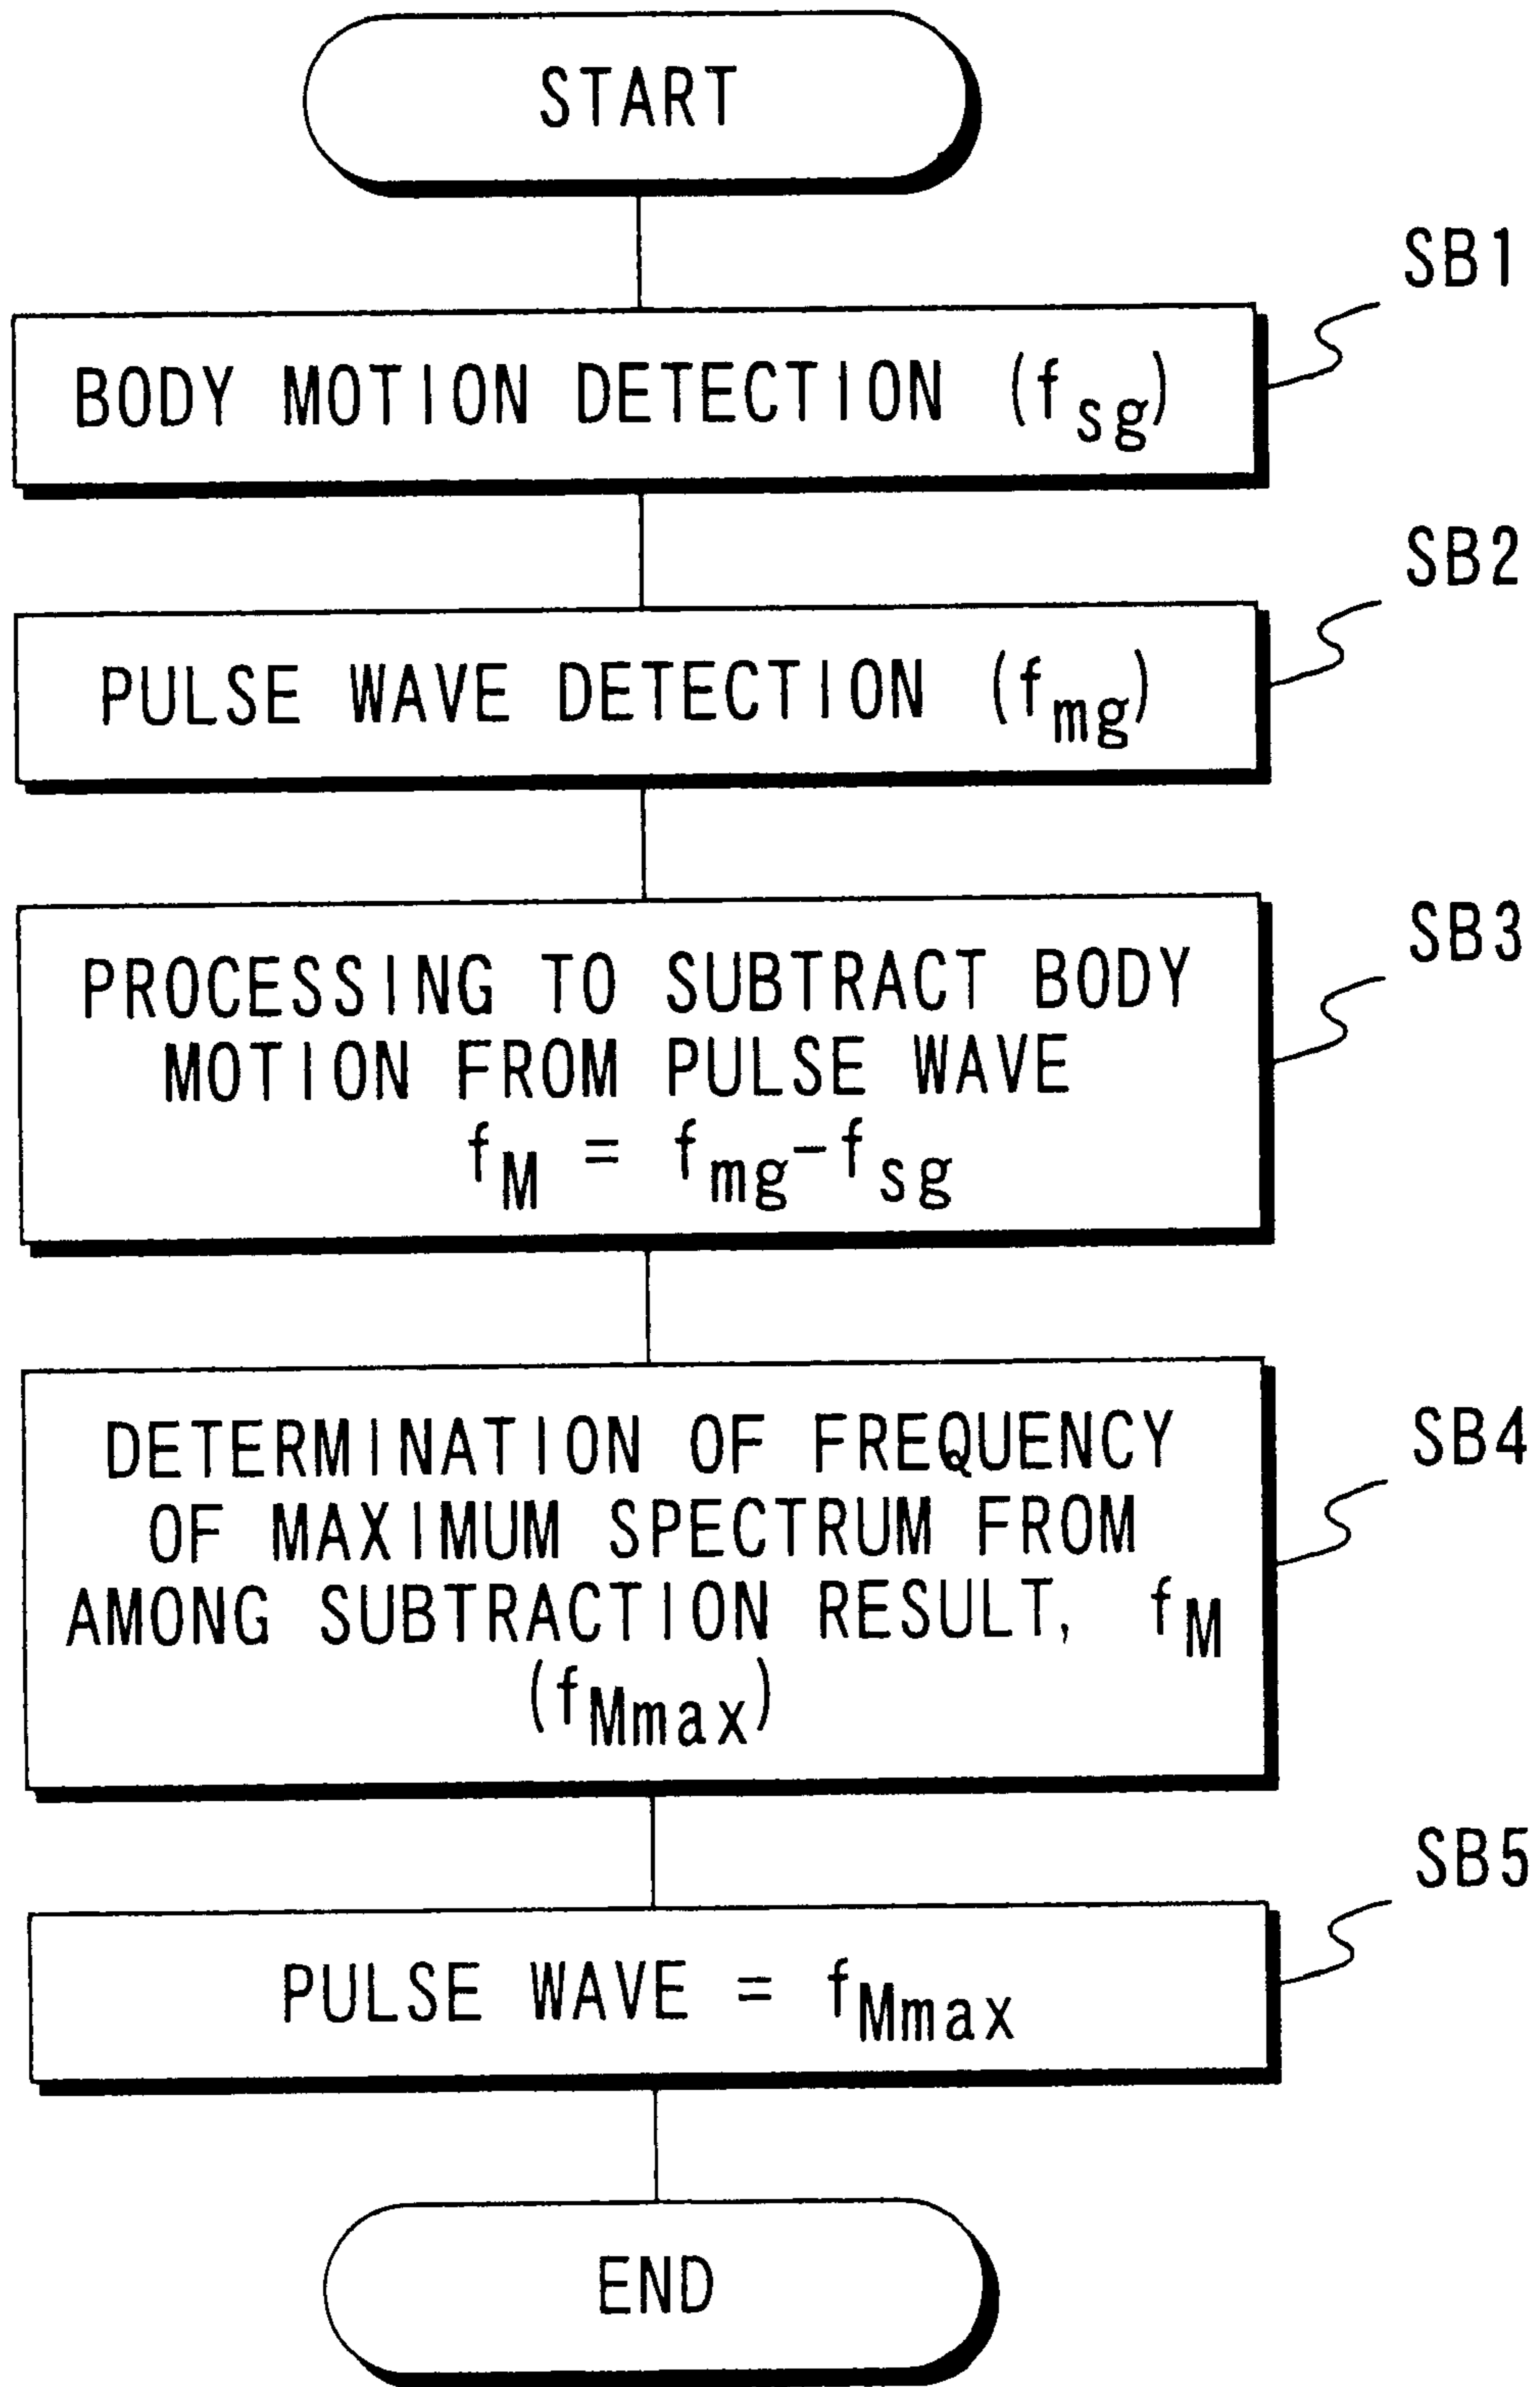 START
SB1
BODY MOTION DETECTION (fsg)
SB2
PULSE WAVE DETECTION (fmg)
SB3
PROCESSING TO SUBTRACT BODY
MOTION FROM PULSE WAVE
fM = fmg-fsg
SB4
DETERMINATION OF FREQUENCY
OF MAXIMUM SPECTRUM FROM
AMONG SUBTRACTION RESULT, fM
(fMmax)
SB5
PULSE WAVE = fMmax
END